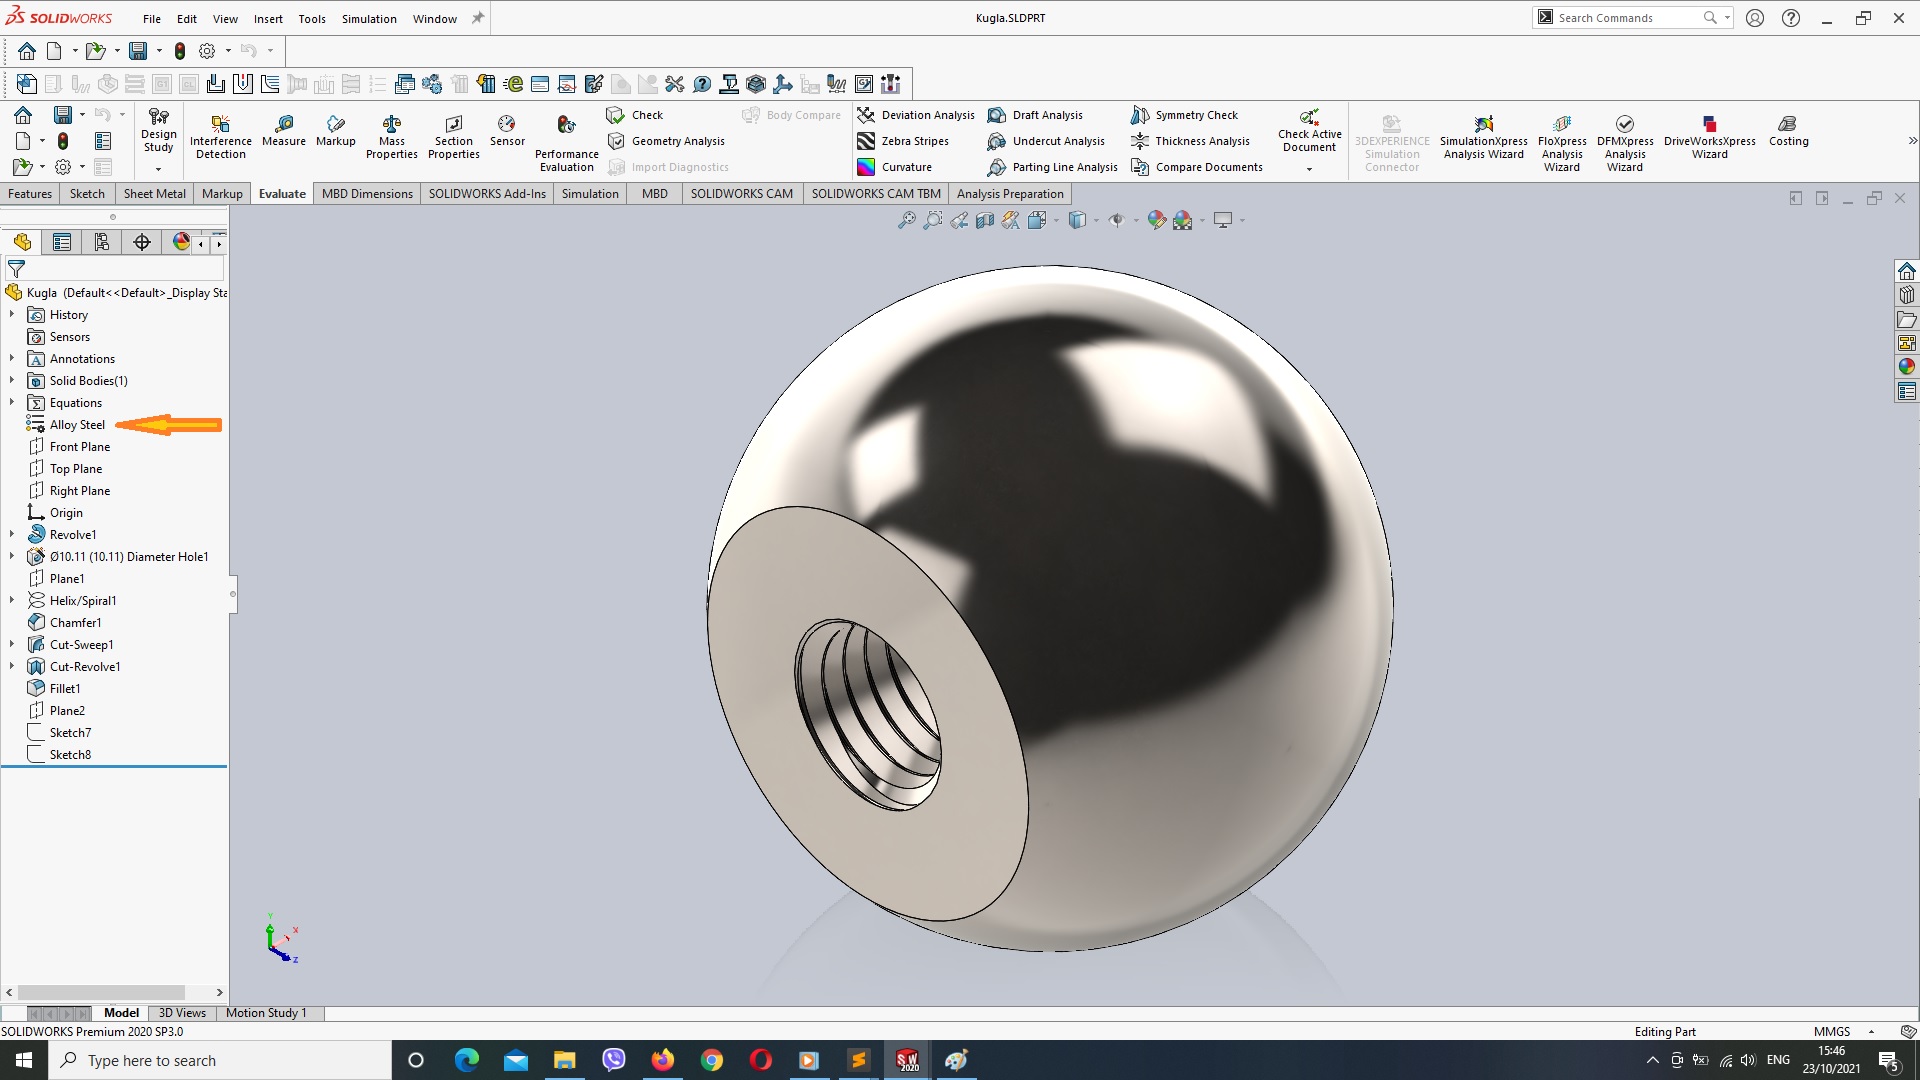 SOLIDWORKS File Edit View Insert Tools Simulation Window Kugla.SLDPRT Search Commands
Design Study
Interference Detection
Measure
Markup
Mass Properties
Section Properties
Sensor
Performance Evaluation
Check
Geometry Analysis
Import Diagnostics
Body Compare
Deviation Analysis
Zebra Stripes
Curvature
Draft Analysis
Undercut Analysis
Parting Line Analysis
Symmetry Check
Thickness Analysis
Compare Documents
Check Active Document
3DEXPERIENCE Simulation Connector
SimulationXpress Analysis Wizard
FloXpress Analysis Wizard
DFMXpress Analysis Wizard
DriveWorksXpress Wizard
Costing
Features Sketch Sheet Metal Markup Evaluate MBD Dimensions SOLIDWORKS Add-Ins Simulation MBD SOLIDWORKS CAM SOLIDWORKS CAM TBM Analysis Preparation
Kugla (Default<<Default>_Display Sta
History
Sensors
Annotations
Solid Bodies(1)
Equations
Alloy Steel
Front Plane
Top Plane
Right Plane
Origin
Revolve1
Ø10.11 (10.11) Diameter Hole1
Plane1
Helix/Spiral1
Chamfer1
Cut-Sweep1
Cut-Revolve1
Fillet1
Plane2
Sketch7
Sketch8
Y
X
Z
Model 3D Views Motion Study 1
SOLIDWORKS Premium 2020 SP3.0 Editing Part MMGS
Type here to search
SW 2020
ENG
15:46
23/10/2021
5